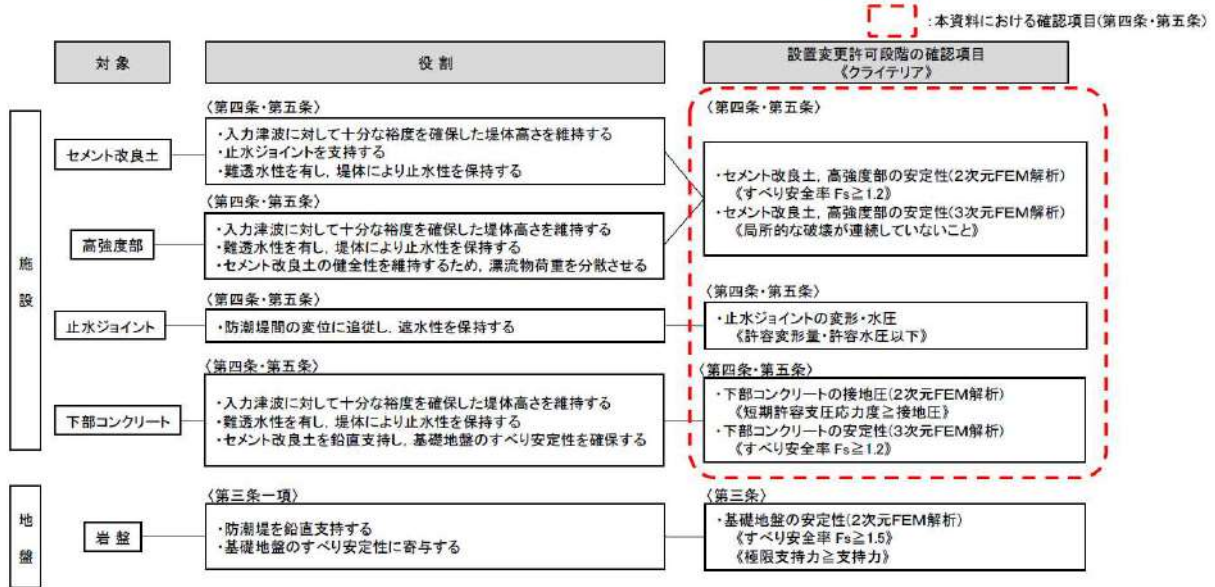 :本資料における確認項目(第四条・第五条)
対象
役割
設置変更許可段階の確認項目
《クライテリア》
施設
セメント改良土
〈第四条・第五条〉
・入力津波に対して十分な裕度を確保した堤体高さを維持する
・止水ジョイントを支持する
・難透水性を有し，堤体により止水性を保持する
高強度部
〈第四条・第五条〉
・入力津波に対して十分な裕度を確保した堤体高さを維持する
・難透水性を有し，堤体により止水性を保持する
・セメント改良土の健全性を維持するため，漂流物荷重を分散させる
〈第四条・第五条〉
・セメント改良土，高強度部の安定性(2次元FEM解析)
《すべり安全率 Fs≧1.2》
・セメント改良土，高強度部の安定性(3次元FEM解析)
《局所的な破壊が連続していないこと》
止水ジョイント
〈第四条・第五条〉
・防潮堤間の変位に追従し，遮水性を保持する
〈第四条・第五条〉
・止水ジョイントの変形・水圧
《許容変形量・許容水圧以下》
下部コンクリート
〈第四条・第五条〉
・入力津波に対して十分な裕度を確保した堤体高さを維持する
・難透水性を有し，堤体により止水性を保持する
・セメント改良土を鉛直支持し，基礎地盤のすべり安定性を確保する
〈第四条・第五条〉
・下部コンクリートの接地圧(2次元FEM解析)
《短期許容支圧応力度≧接地圧》
・下部コンクリートの安定性(3次元FEM解析)
《すべり安全率 Fs≧1.2》
地盤
岩盤
〈第三条一項〉
・防潮堤を鉛直支持する
・基礎地盤のすべり安定性に寄与する
〈第三条〉
・基礎地盤の安定性(2次元FEM解析)
《すべり安全率 Fs≧1.5》
《極限支持力≧支持力》